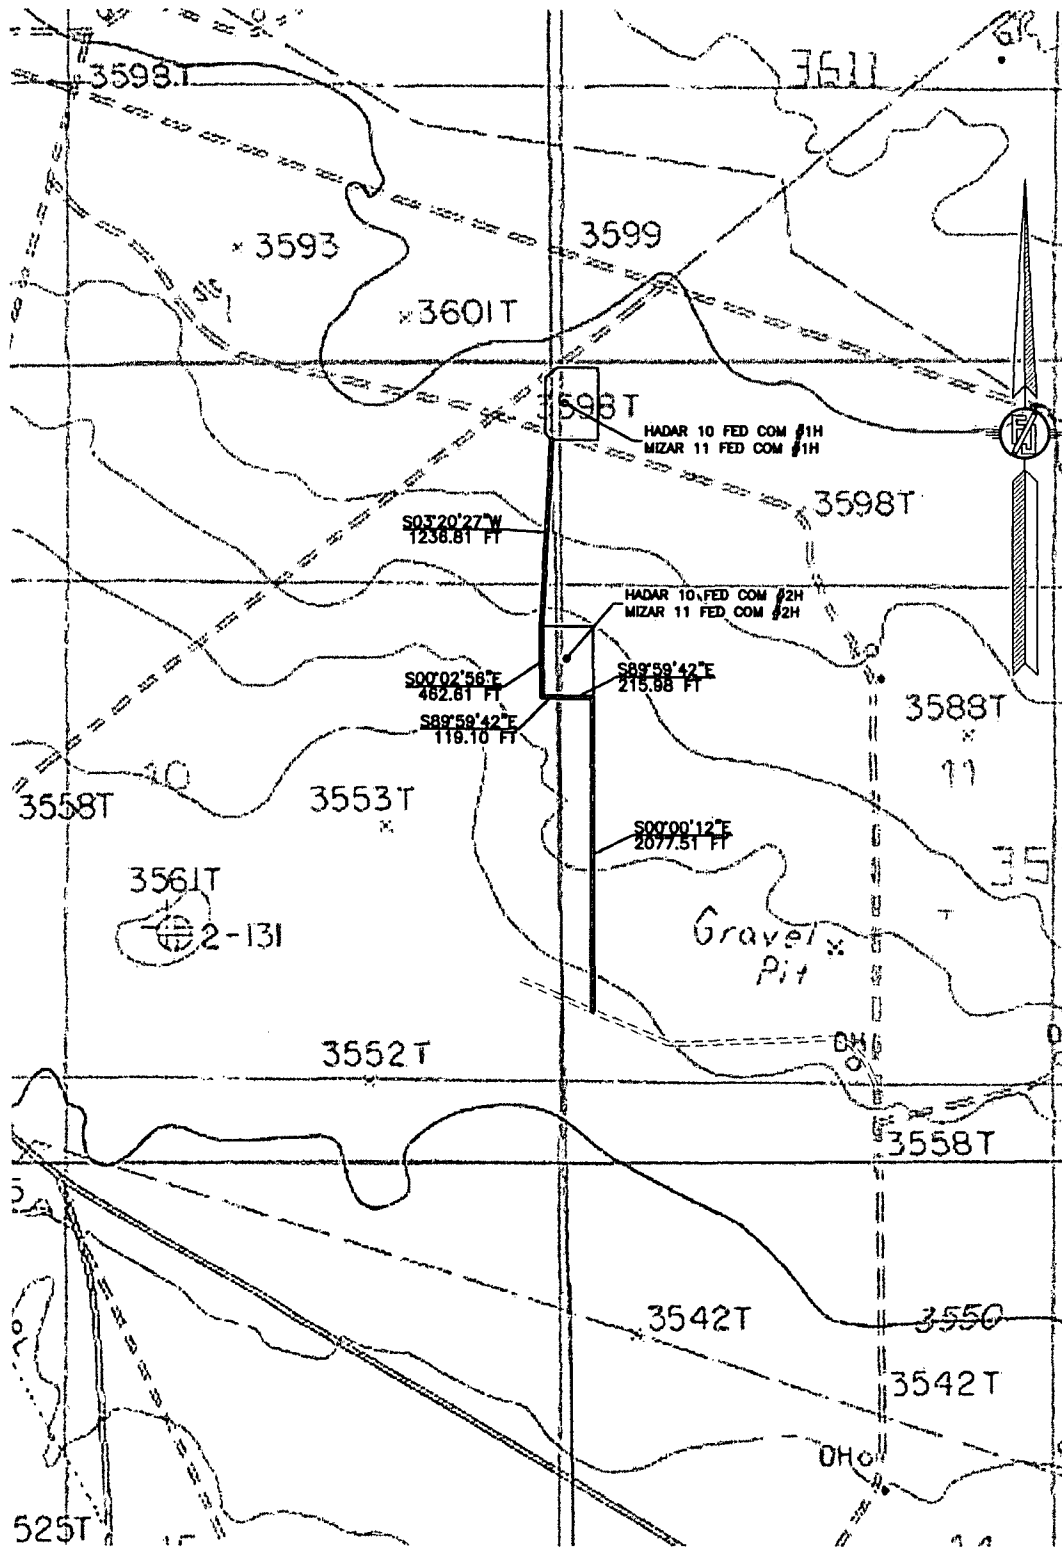 3598T
3611
3593
3599
3601T
3598T
HADAR 10 FED COM #1H
MIZAR 11 FED COM #1H
3598T
S03°20'27"W
1236.81 FT
HADAR 10 FED COM #2H
MIZAR 11 FED COM #2H
S00°02'56"E
462.61 FT
S89°59'42"E
215.98 FT
S89°59'42"E
119.10 FT
3588T
10
11
3558T
3553T
S00°00'12"E
2077.51 FT
35
3561T
2-131
Gravel
Pit
3552T
DH
3558T
3542T
3550
3542T
DH
525T